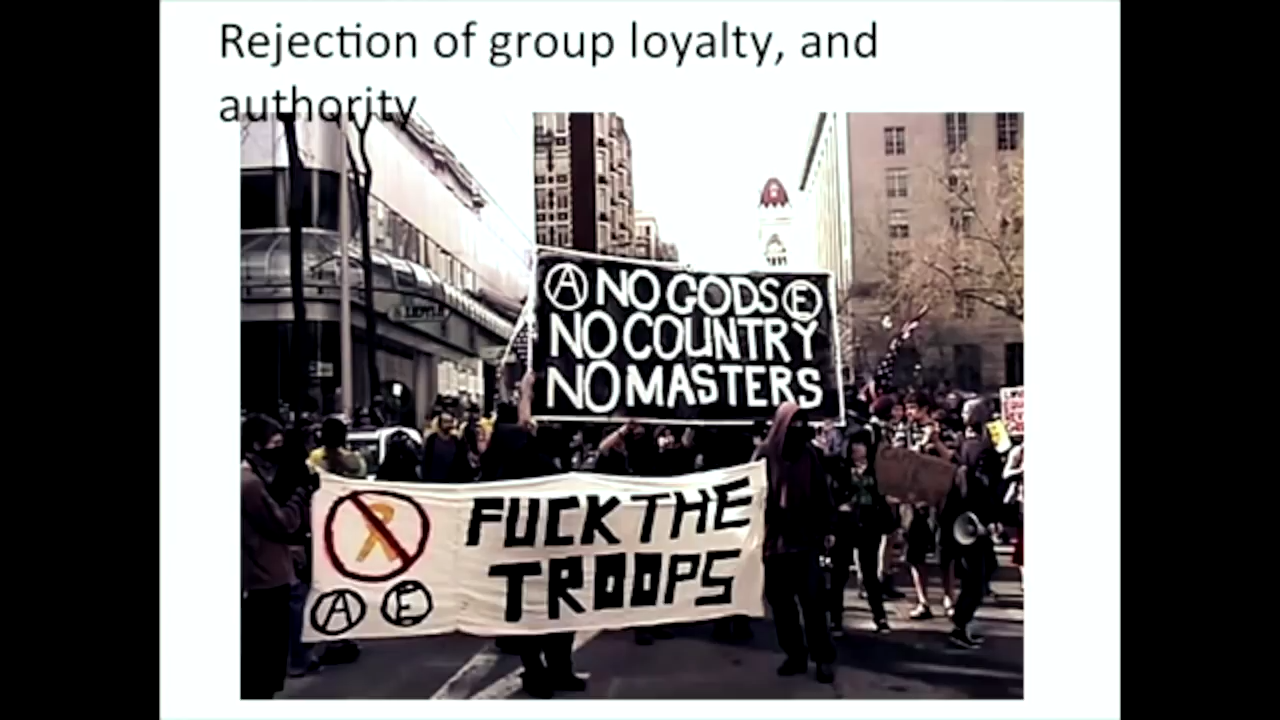 Rejection of group loyalty, and
authority
Ⓐ NO GODS Ⓔ
NO COUNTRY
NO MASTERS
FUCK THE
TROOPS
Ⓐ Ⓔ